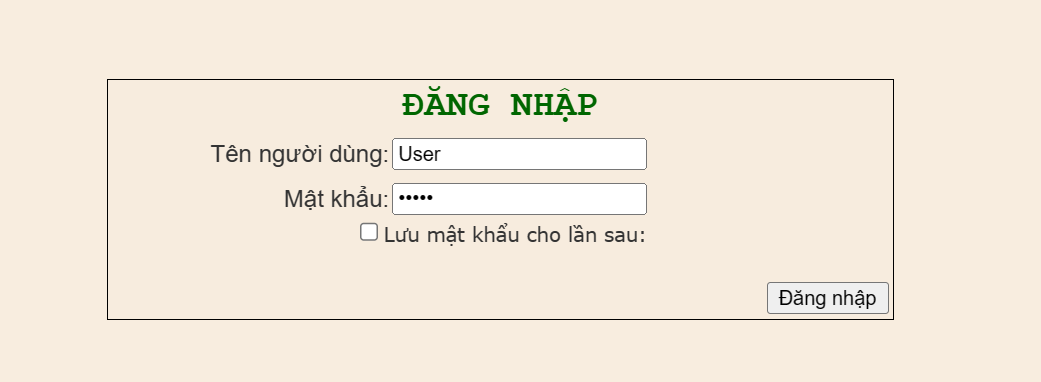 ĐĂNG NHẬP
Tên người dùng: User
Mật khẩu: •••••
Lưu mật khẩu cho lần sau:
Đăng nhập